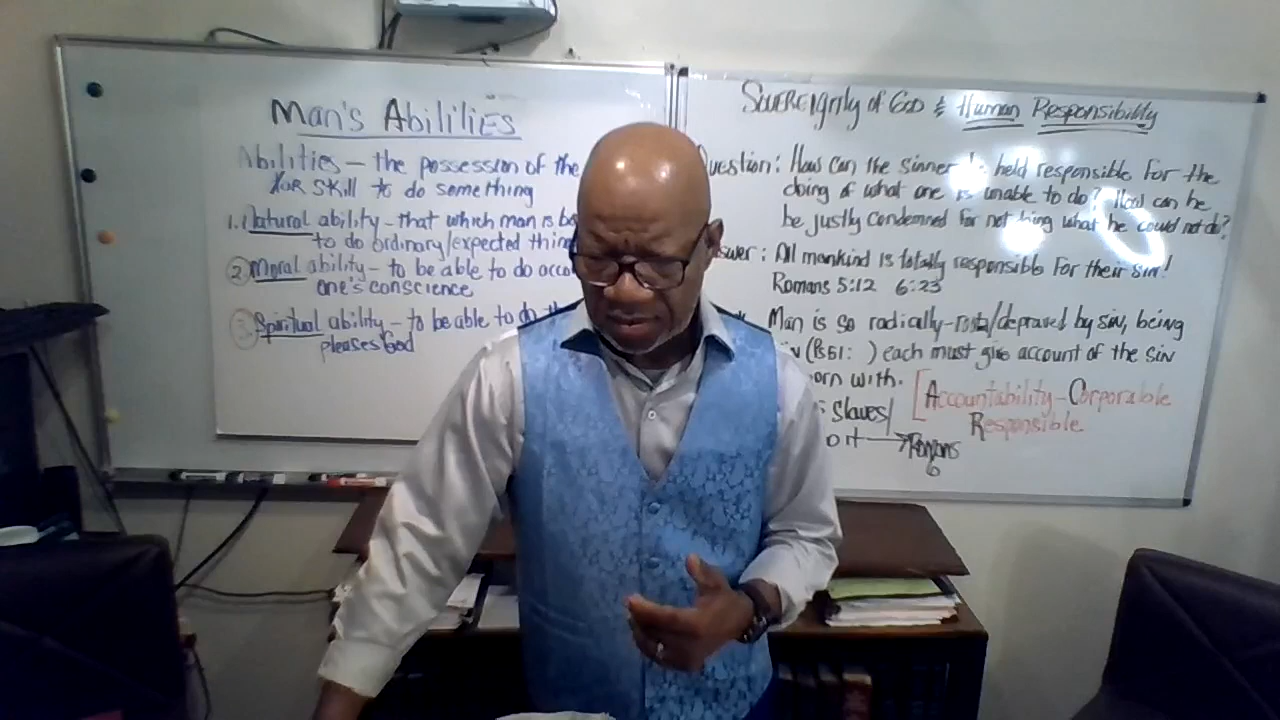 Man's Abilities
Abilities — the possession of the
/OR SKill to do something
1. Natural ability - that which man is
to do ordinary/expected
2 Moral ability - to be able to do
one's conscience
3 Spiritual ability - to be able to do
pleases God
SOVEREIGNly of GOD & Human Responsibility
Question: How can the sinner held responsible For the
doing of what one is unable to do? How can he
be justly condemned For not what he could not do?
All mankind is totally responsible For their sin!
Romans 5:12 6:23
Man is so radically- /depraved by sin, being
(Ps51: ) each must give account of the sin
with.
Slaves/
[Accountability-Corporable
Responsible
Romans
6